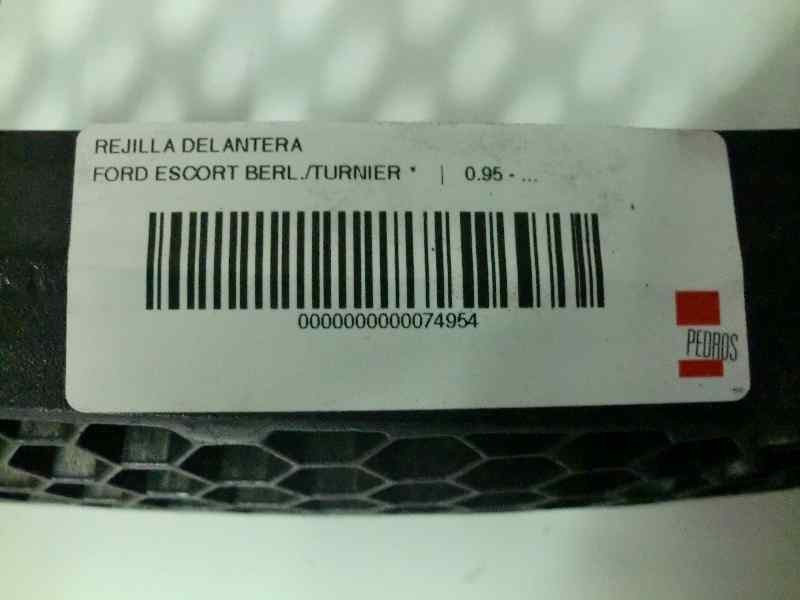 REJILLA DELANTERA
FORD ESCORT BERL./TURNIER * | 0.95 - ...
0000000000074954
PEDROS